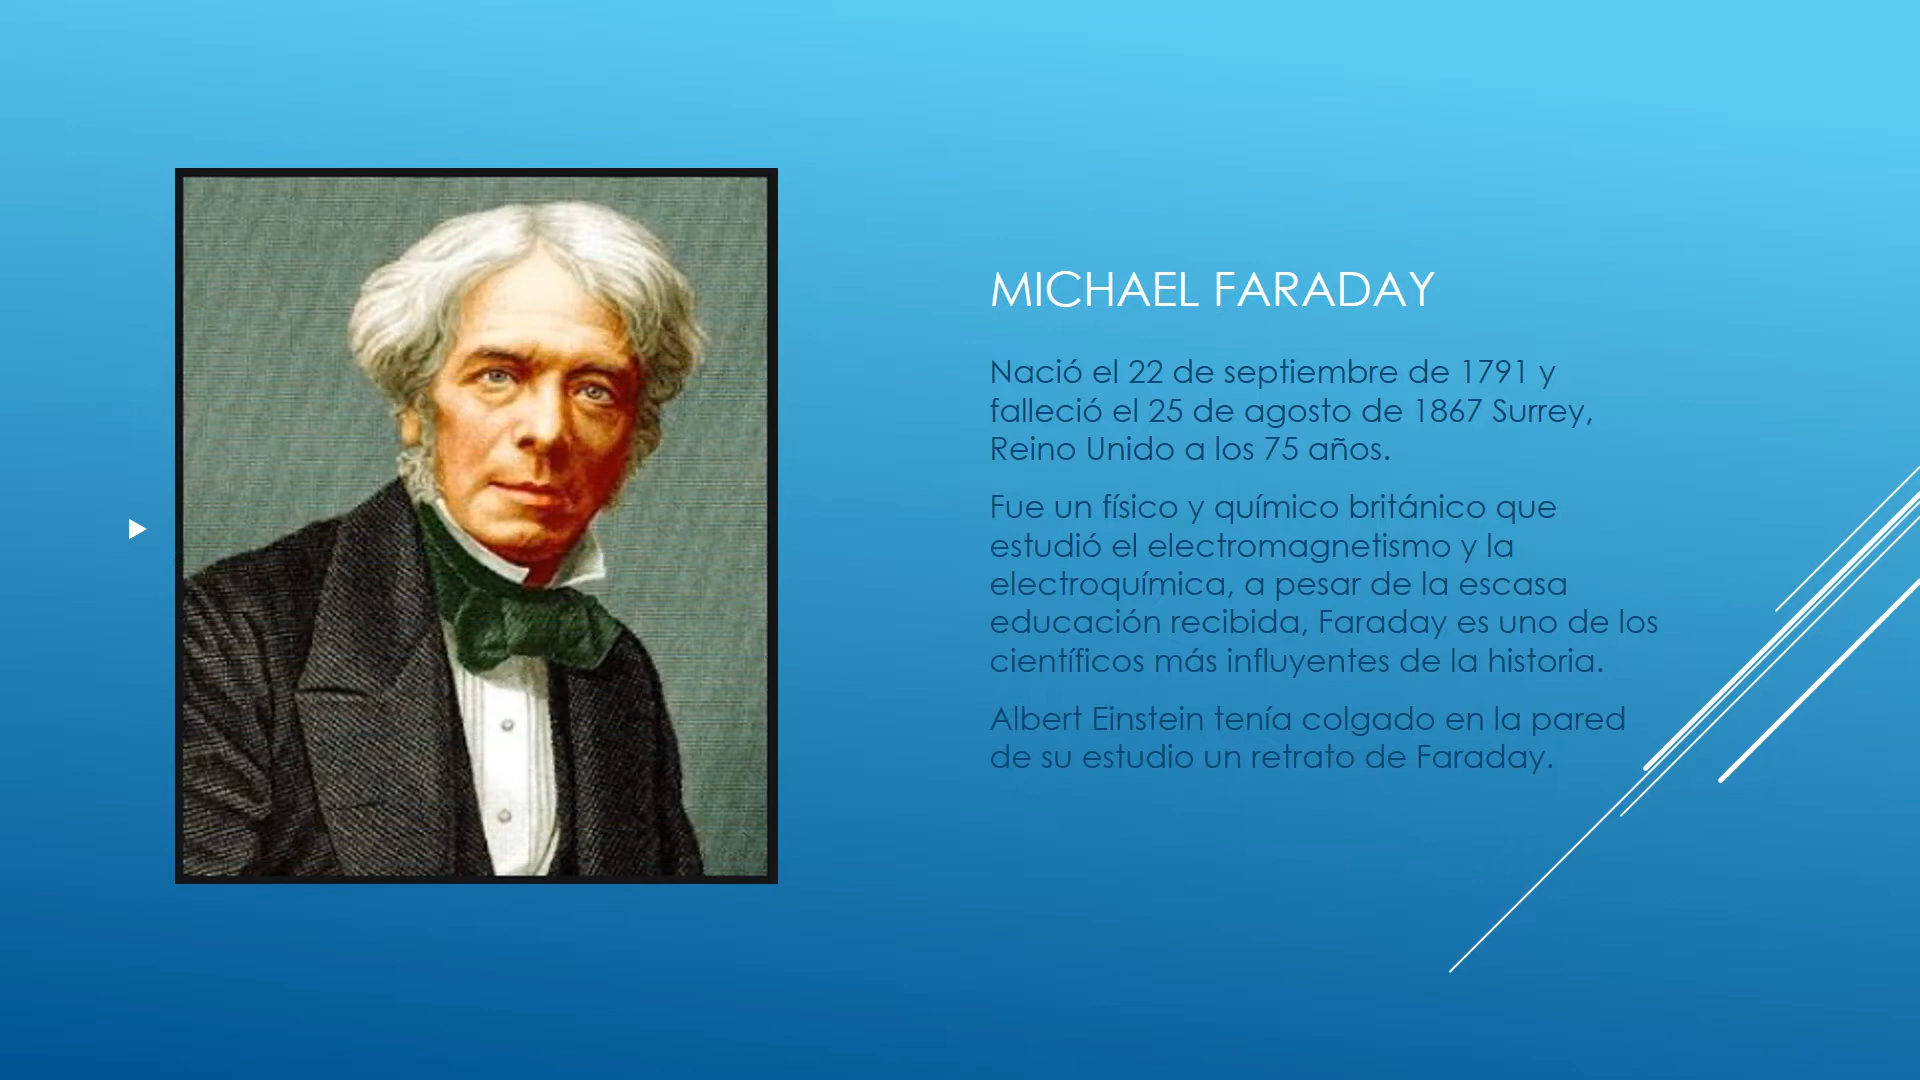 MICHAEL FARADAY
Nació el 22 de septiembre de 1791 y
falleció el 25 de agosto de 1867 Surrey,
Reino Unido a los 75 años.
Fue un físico y químico británico que
estudió el electromagnetismo y la
electroquímica, a pesar de la escasa
educación recibida, Faraday es uno de los
científicos más influyentes de la historia.
Albert Einstein tenía colgado en la pared
de su estudio un retrato de Faraday.